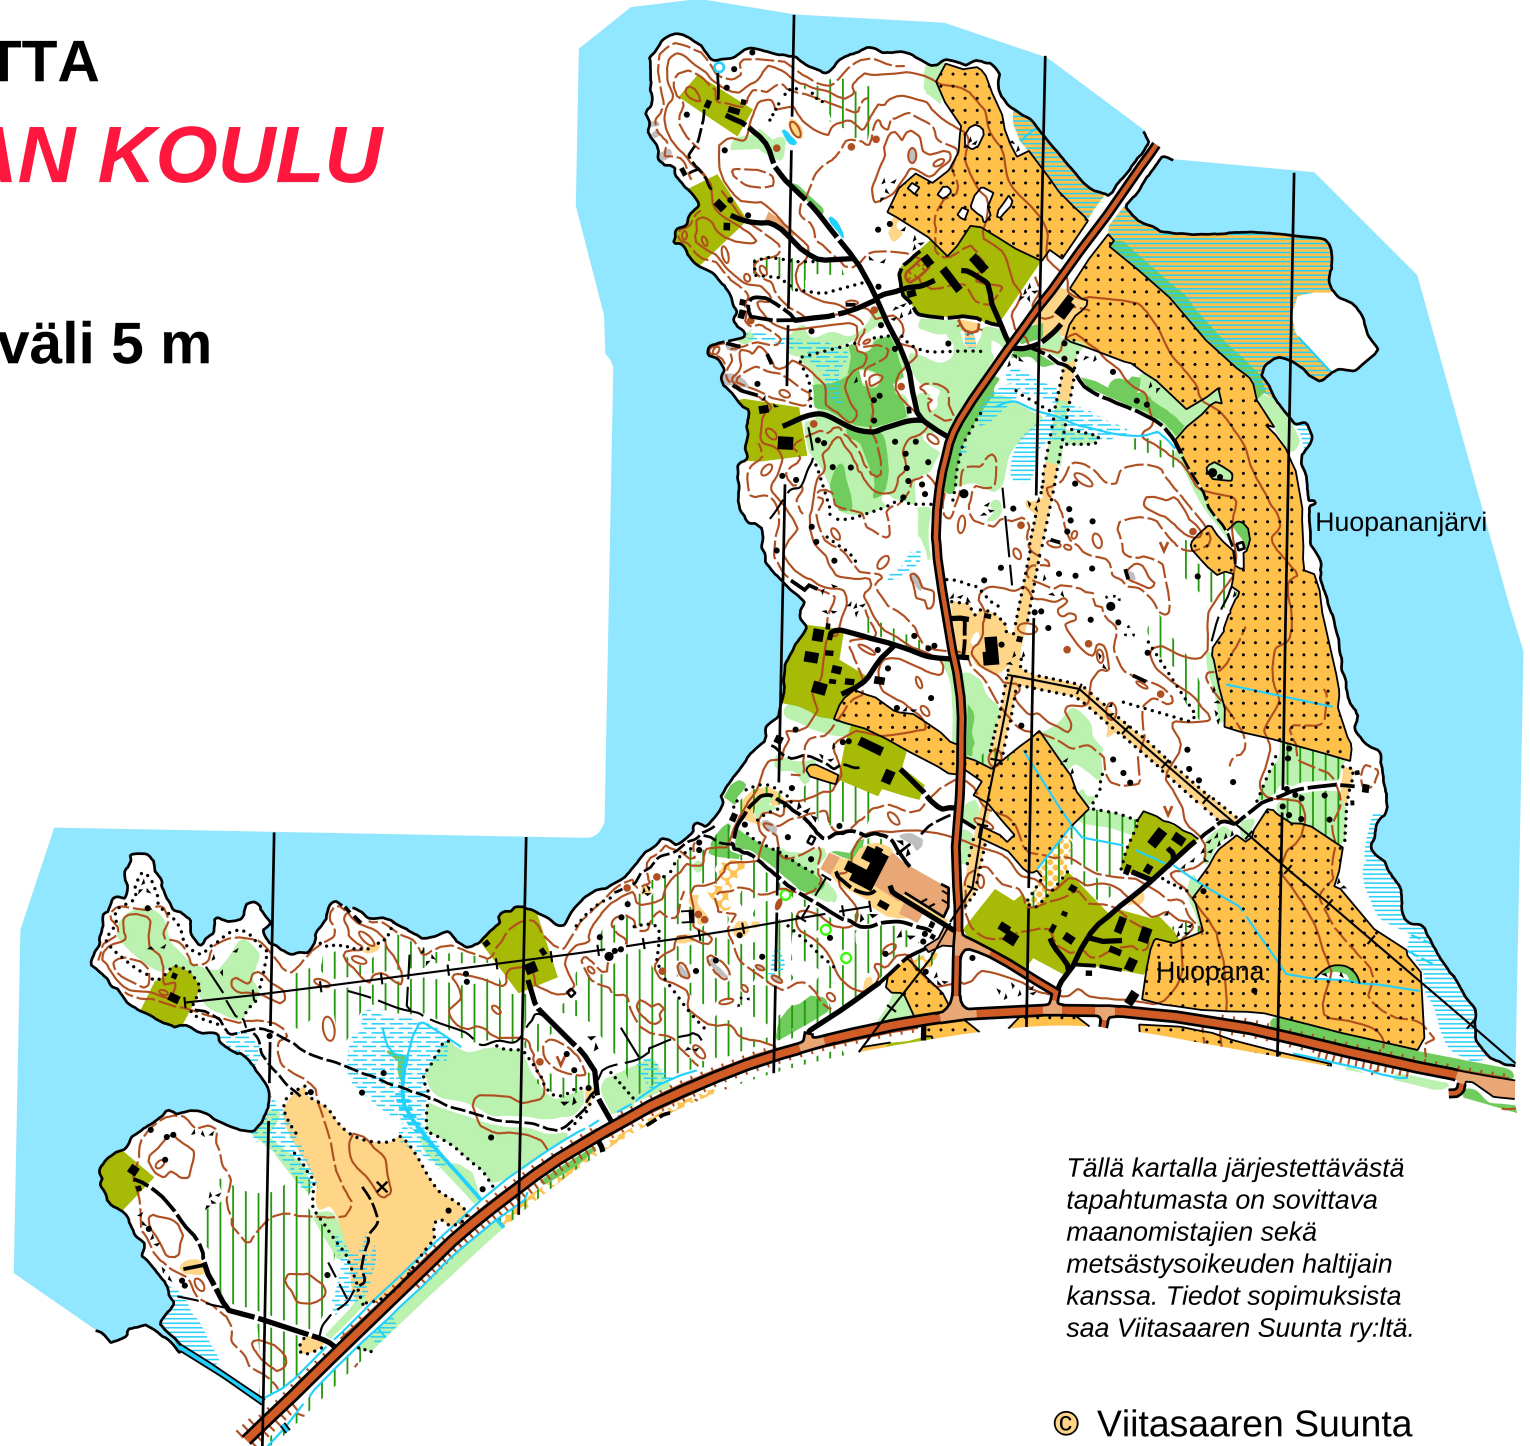 TTA
AN KOULU
väli 5 m
Huopananjärvi
Huopana
Tällä kartalla järjestettävästä
tapahtumasta on sovittava
maanomistajien sekä
metsästysoikeuden haltijain
kanssa. Tiedot sopimuksista
saa Viitasaaren Suunta ry:ltä.
© Viitasaaren Suunta